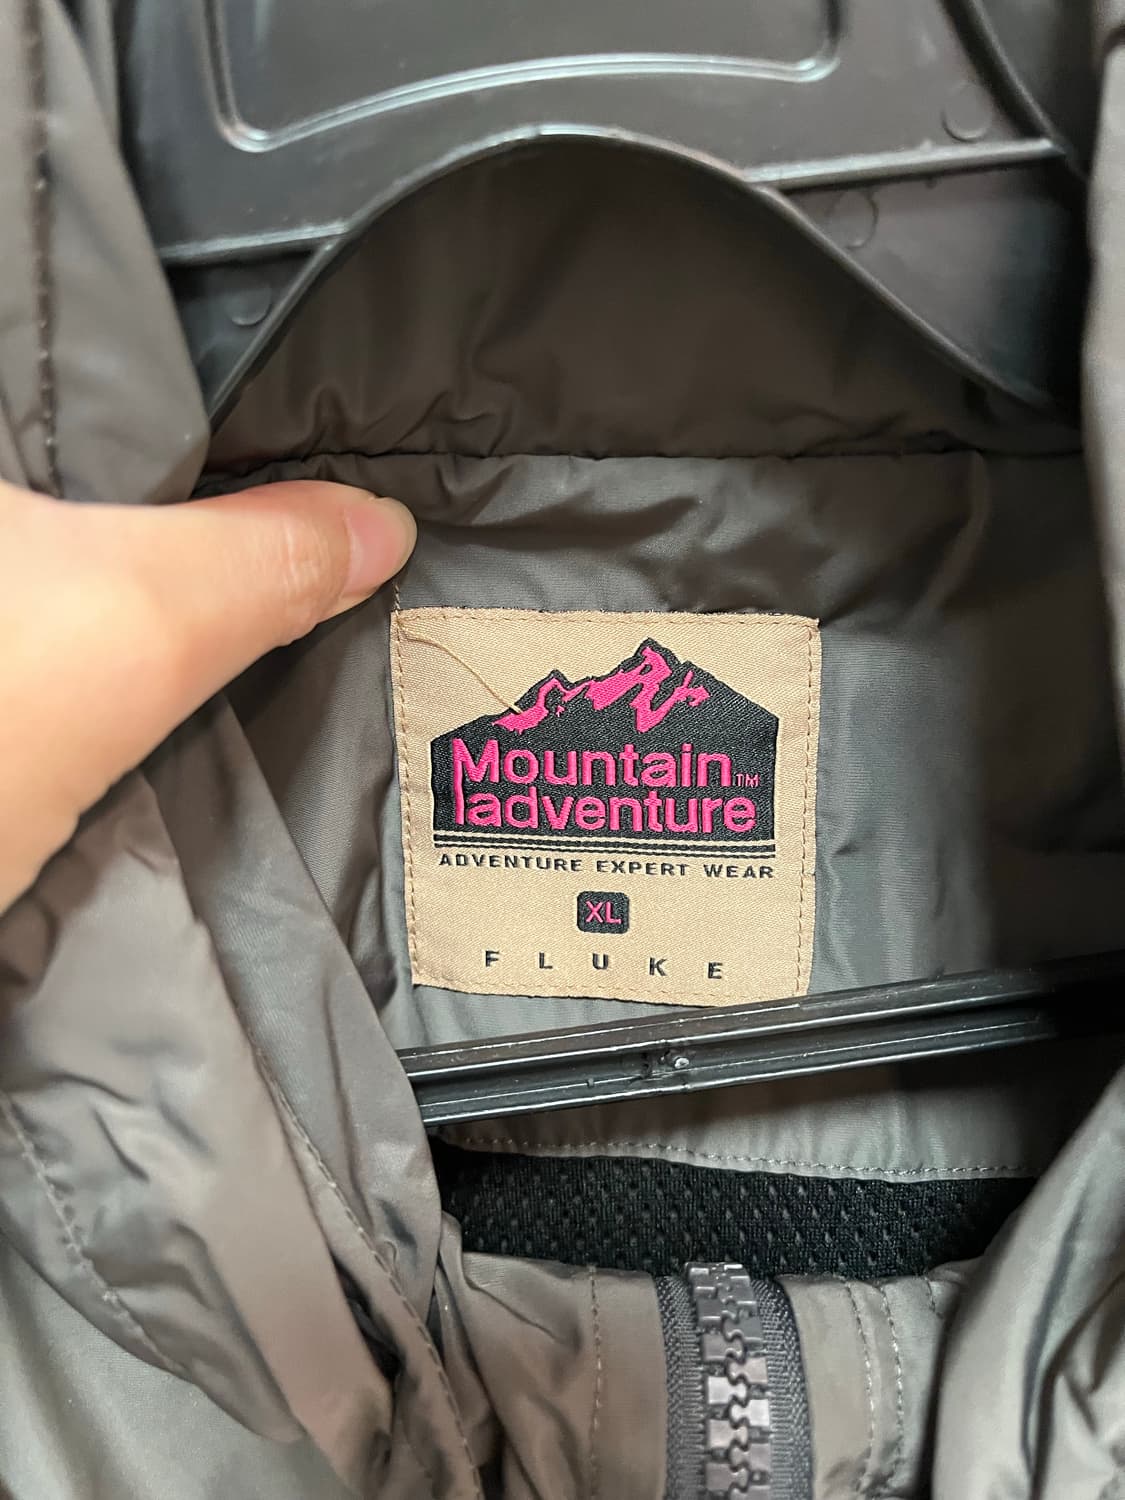 Mountain™
adventure
ADVENTURE EXPERT WEAR
XL
FLUKE